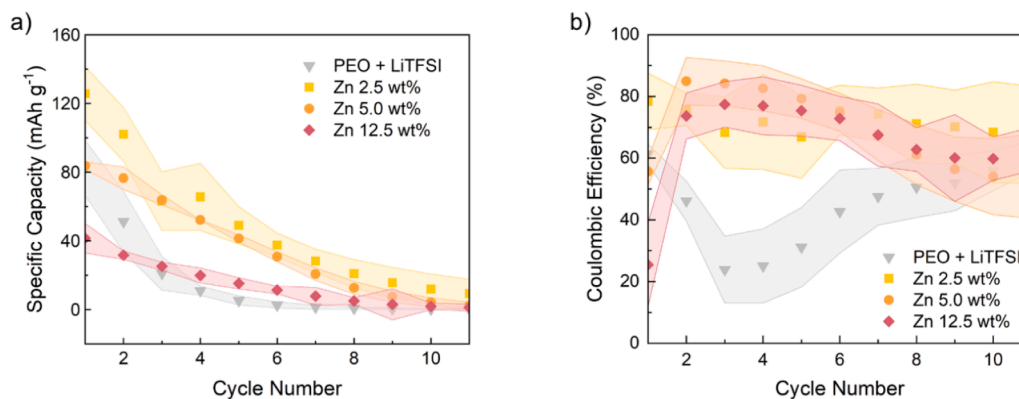 a)
Specific Capacity (mAh g⁻¹)
160
120
80
40
0
PEO + LiTFSI
Zn 2.5 wt%
Zn 5.0 wt%
Zn 12.5 wt%
2
4
6
8
10
Cycle Number
b)
Coulombic Efficiency (%)
100
80
60
40
20
0
PEO + LiTFSI
Zn 2.5 wt%
Zn 5.0 wt%
Zn 12.5 wt%
2
4
6
8
10
Cycle Number